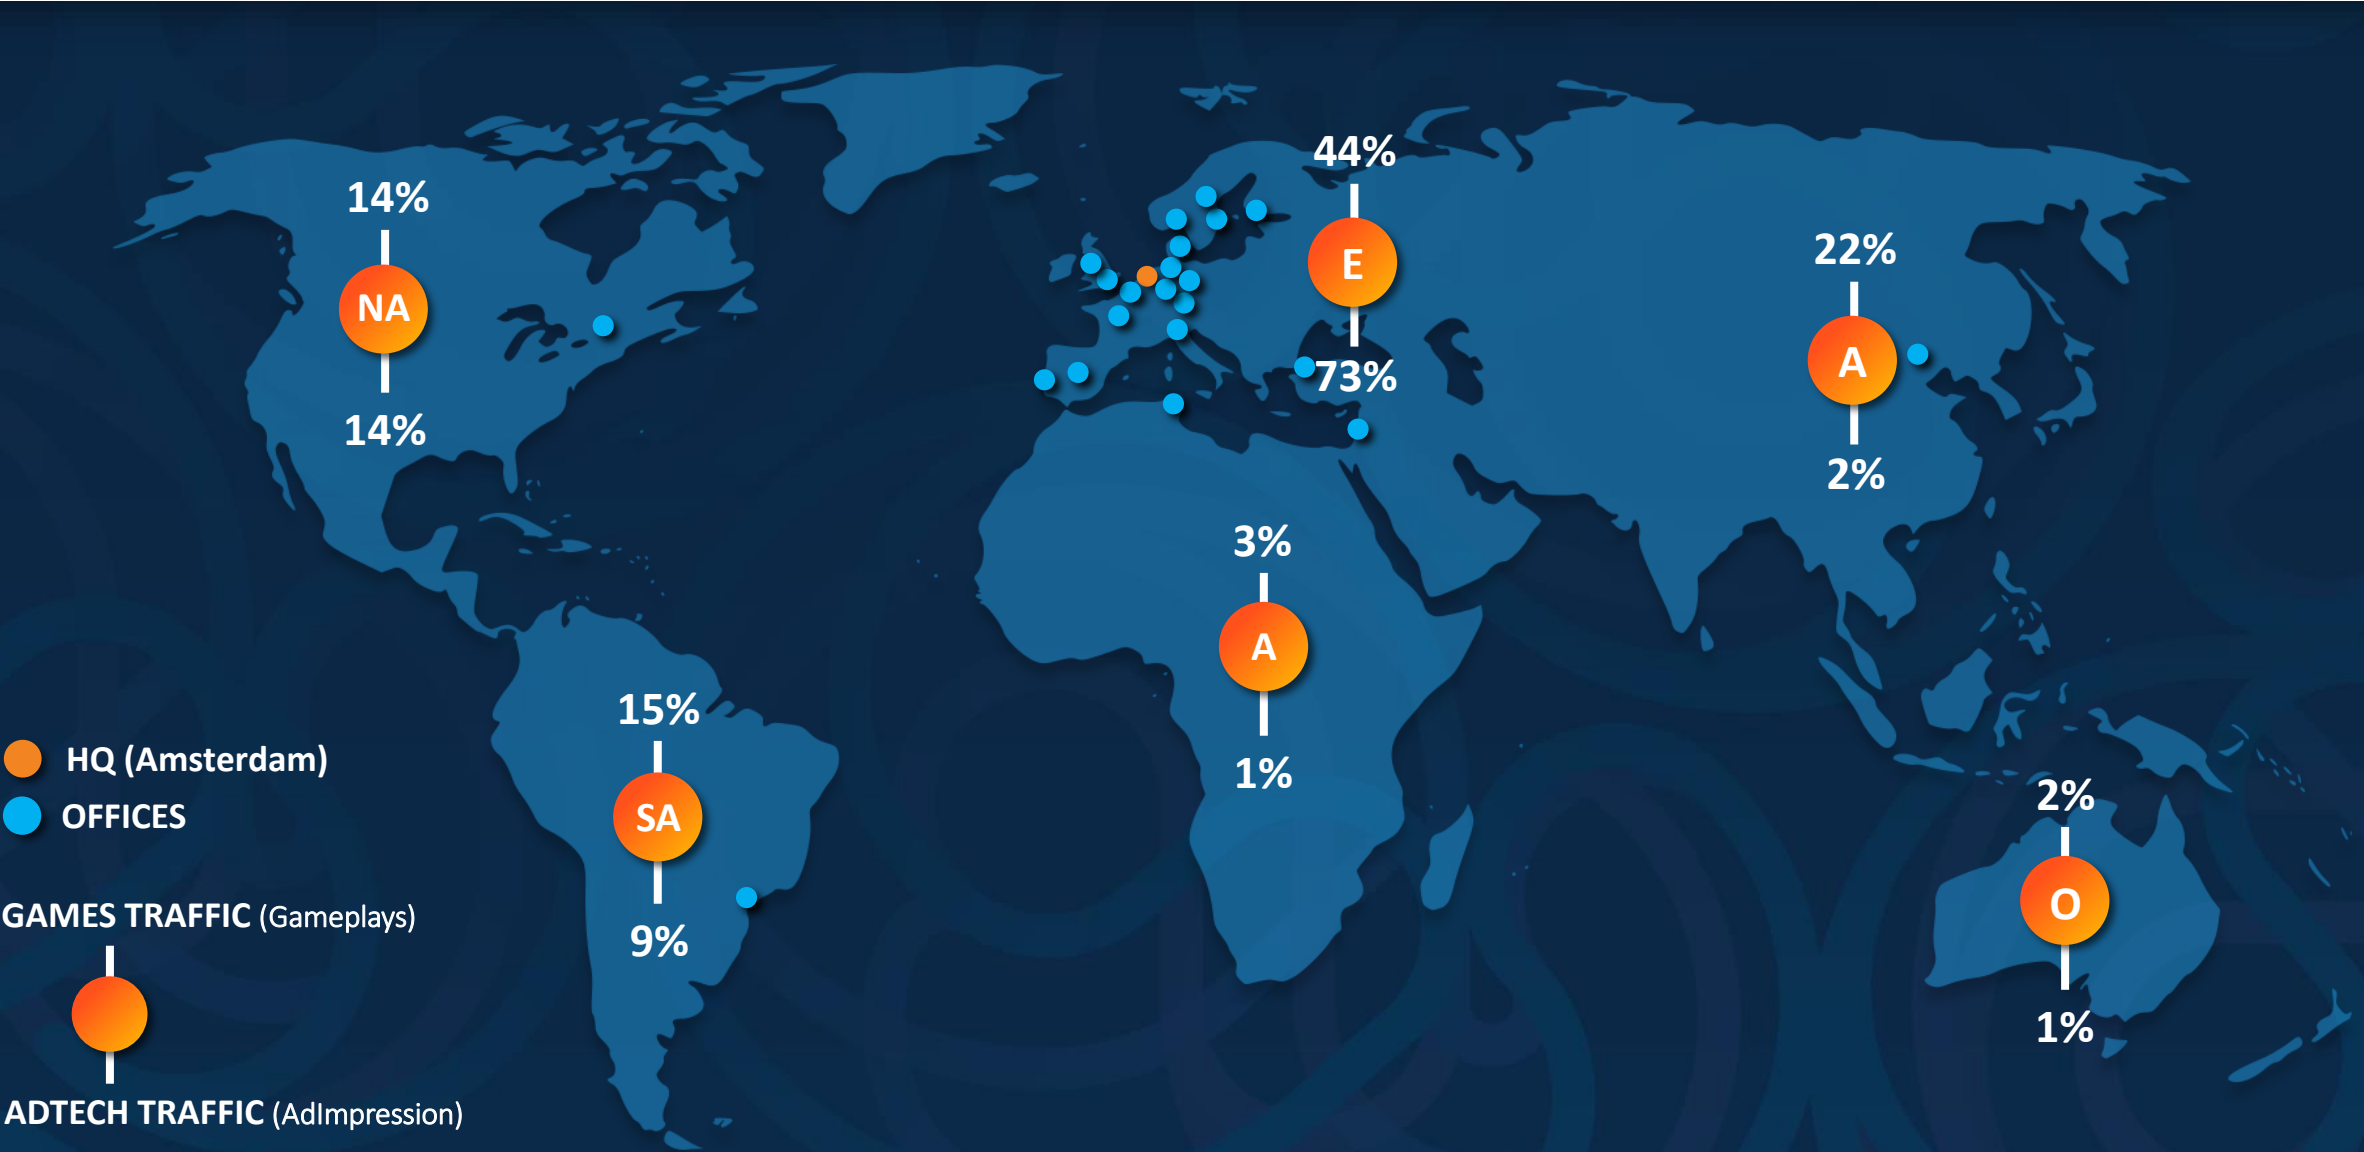 44%
E
73%
14%
NA
14%
22%
A
2%
3%
A
1%
15%
SA
9%
2%
O
1%
HQ (Amsterdam)
OFFICES
GAMES TRAFFIC (Gameplays)
ADTECH TRAFFIC (AdImpression)